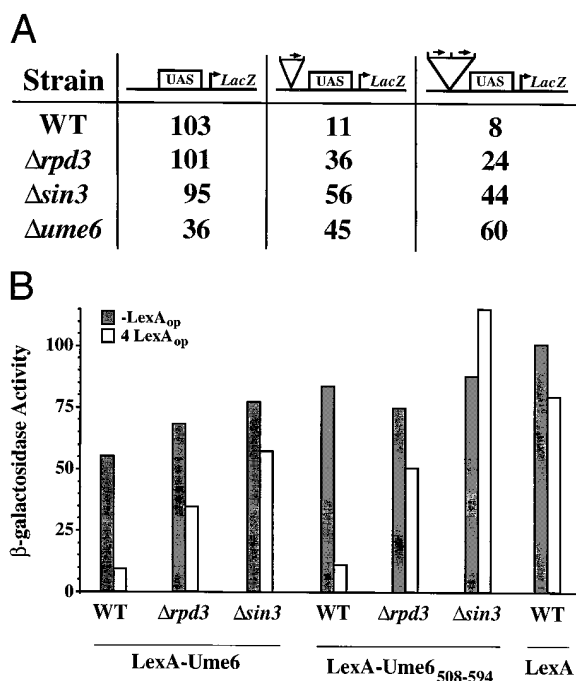 A
Strain UAS LacZ UAS LacZ UAS LacZ
WT 103 11 8
Δrpd3 101 36 24
Δsin3 95 56 44
Δume6 36 45 60
B
-LexAop
4 LexAop
β-galactosidase Activity
100
75
50
25
0
WT Δrpd3 Δsin3 WT Δrpd3 Δsin3 WT
LexA-Ume6 LexA-Ume6508-594 LexA